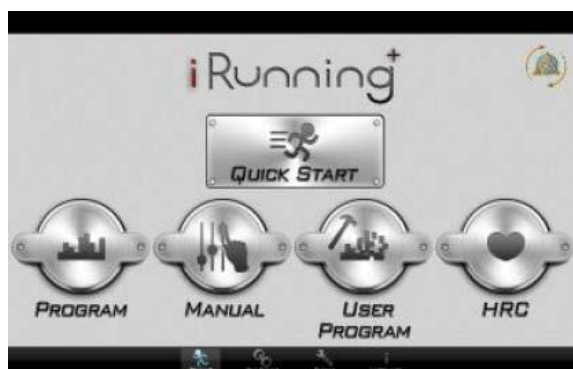 iRunning+
QUICK START
PROGRAM
MANUAL
USER
PROGRAM
HRC